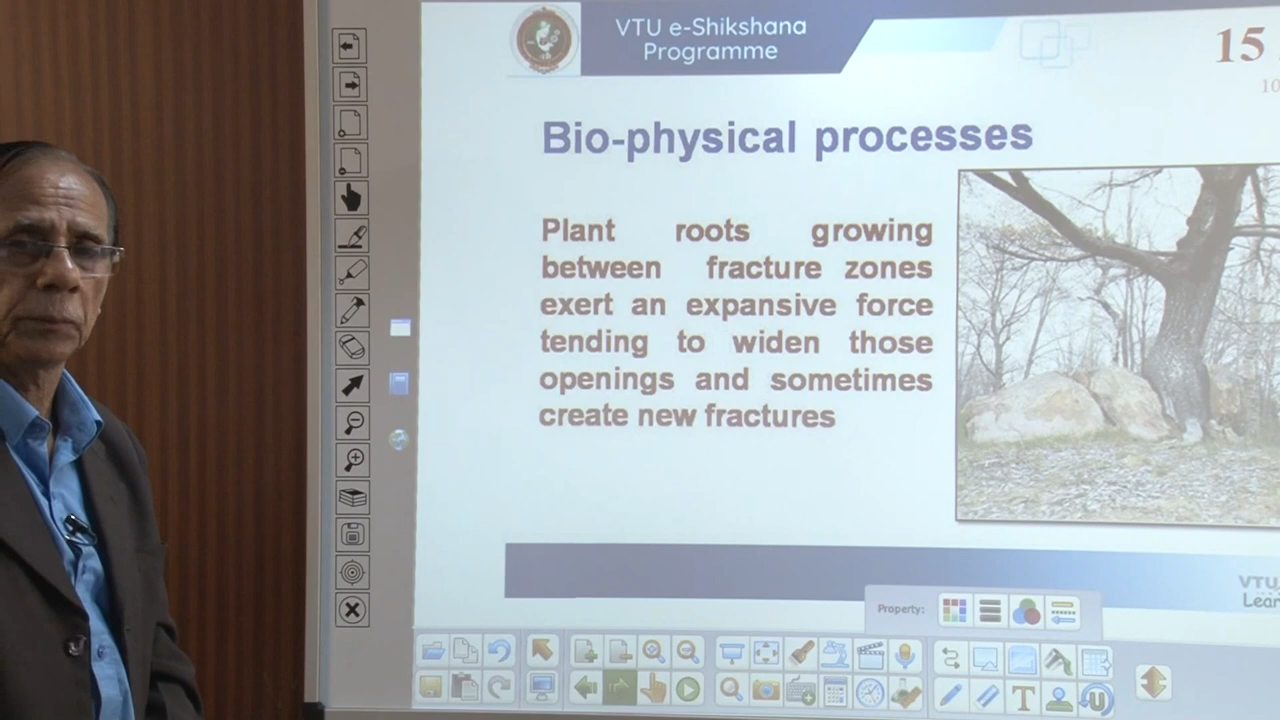 VTU e-Shikshana
Programme
15
10
Bio-physical processes
Plant roots growing
between fracture zones
exert an expansive force
tending to widen those
openings and sometimes
create new fractures
VTU
Lear
Property: